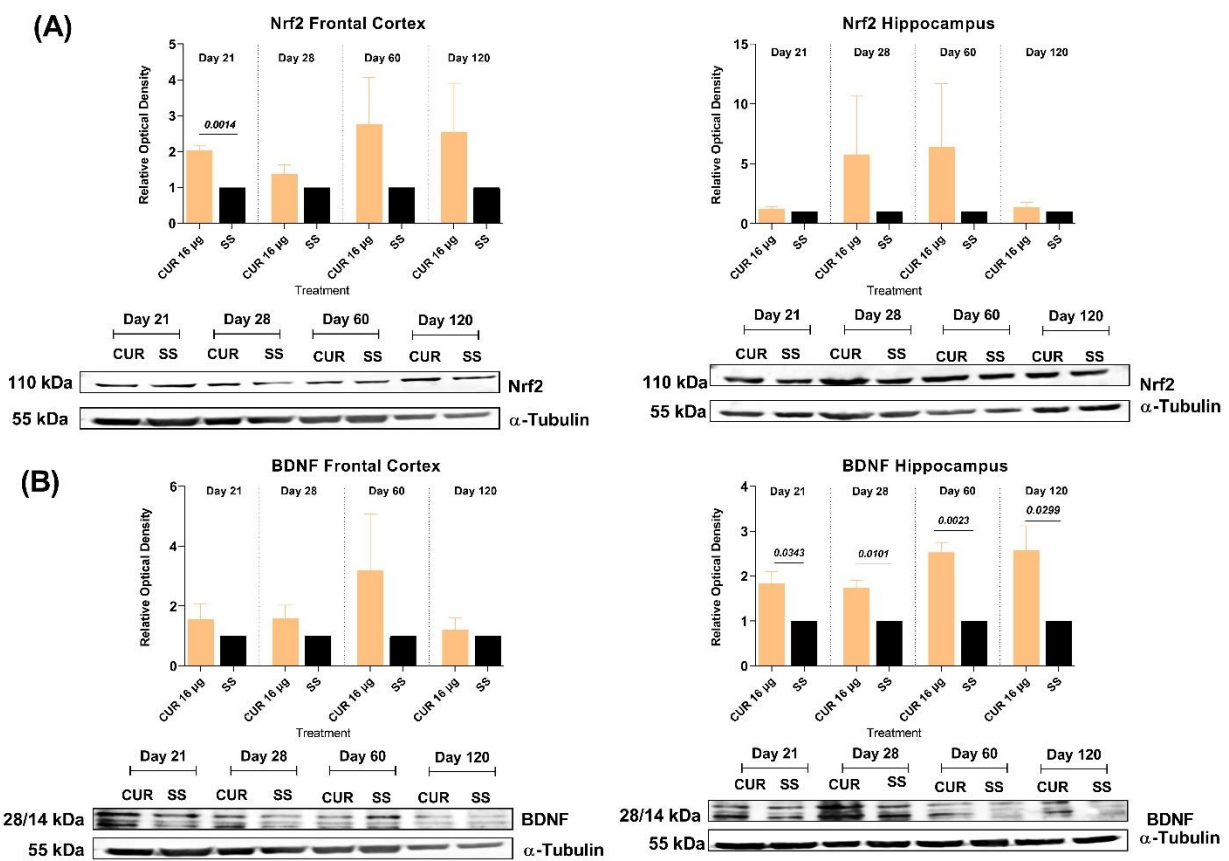 (A)
Nrf2 Frontal Cortex
Relative Optical Density
5
4
3
2
1
0
Day 21
Day 28
Day 60
Day 120
0.0014
CUR 16 µg
SS
CUR 16 µg
SS
CUR 16 µg
SS
CUR 16 µg
SS
Treatment
Day 21 Day 28 Day 60 Day 120
CUR SS CUR SS CUR SS CUR SS
110 kDa Nrf2
55 kDa α-Tubulin
Nrf2 Hippocampus
Relative Optical Density
15
10
5
0
Day 21
Day 28
Day 60
Day 120
CUR 16 µg
SS
CUR 16 µg
SS
CUR 16 µg
SS
CUR 16 µg
SS
Treatment
Day 21 Day 28 Day 60 Day 120
CUR SS CUR SS CUR SS CUR SS
110 kDa Nrf2
55 kDa α-Tubulin
(B)
BDNF Frontal Cortex
Relative Optical Density
6
4
2
0
Day 21
Day 28
Day 60
Day 120
CUR 16 µg
SS
CUR 16 µg
SS
CUR 16 µg
SS
CUR 16 µg
SS
Treatment
Day 21 Day 28 Day 60 Day 120
CUR SS CUR SS CUR SS CUR SS
28/14 kDa BDNF
55 kDa α-Tubulin
BDNF Hippocampus
Relative Optical Density
4
3
2
1
0
Day 21
Day 28
Day 60
Day 120
0.0343
0.0101
0.0023
0.0299
CUR 16 µg
SS
CUR 16 µg
SS
CUR 16 µg
SS
CUR 16 µg
SS
Treatment
Day 21 Day 28 Day 60 Day 120
CUR SS CUR SS CUR SS CUR SS
28/14 kDa BDNF
55 kDa α-Tubulin